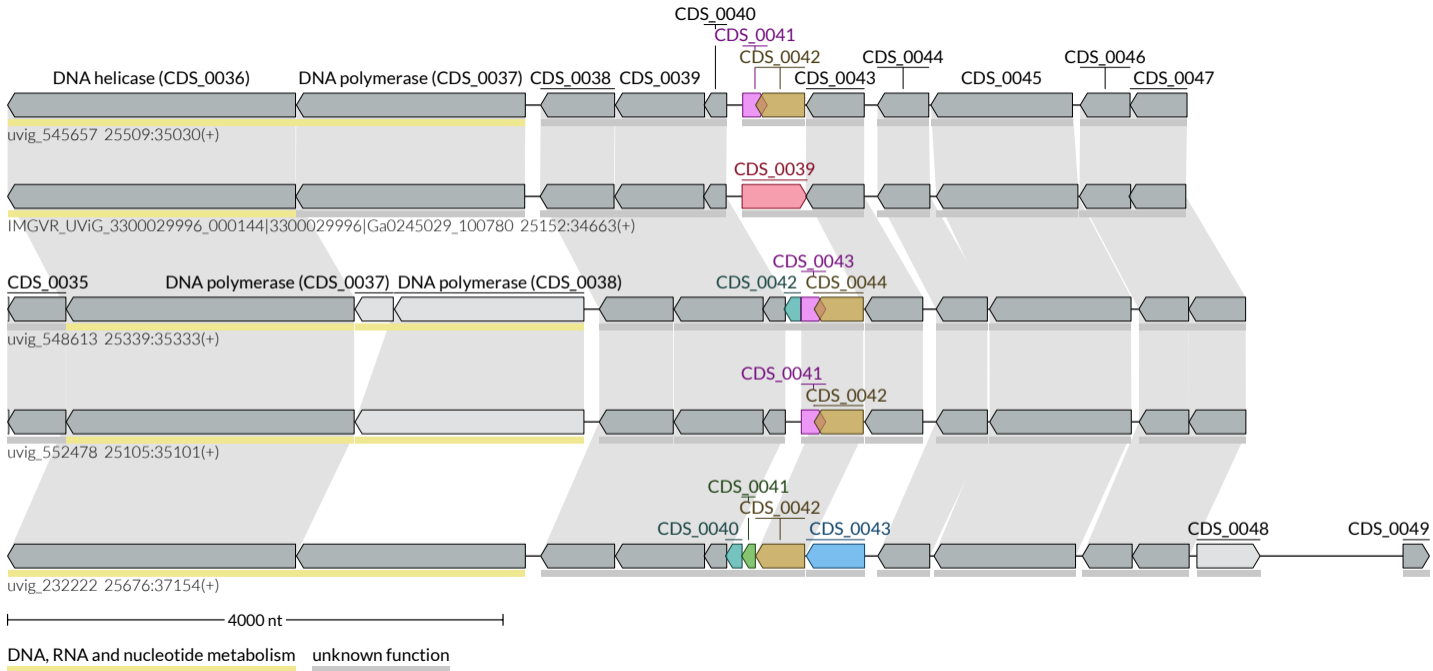 CDS_0040
CDS_0041
CDS_0042 CDS_0044 CDS_0046
DNA helicase (CDS_0036) DNA polymerase (CDS_0037) CDS_0038 CDS_0039 CDS_0043 CDS_0045 CDS_0047
uvig_545657 25509:35030(+)
CDS_0039
IMGVR_UViG_3300029996_000144|3300029996|Ga0245029_100780 25152:34663(+)
CDS_0043
CDS_0035 DNA polymerase (CDS_0037) DNA polymerase (CDS_0038) CDS_0042 CDS_0044
uvig_548613 25339:35333(+)
CDS_0041
CDS_0042
uvig_552478 25105:35101(+)
CDS_0041
CDS_0042
CDS_0040 CDS_0043 CDS_0048 CDS_0049
uvig_232222 25676:37154(+)
4000 nt
DNA, RNA and nucleotide metabolism unknown function